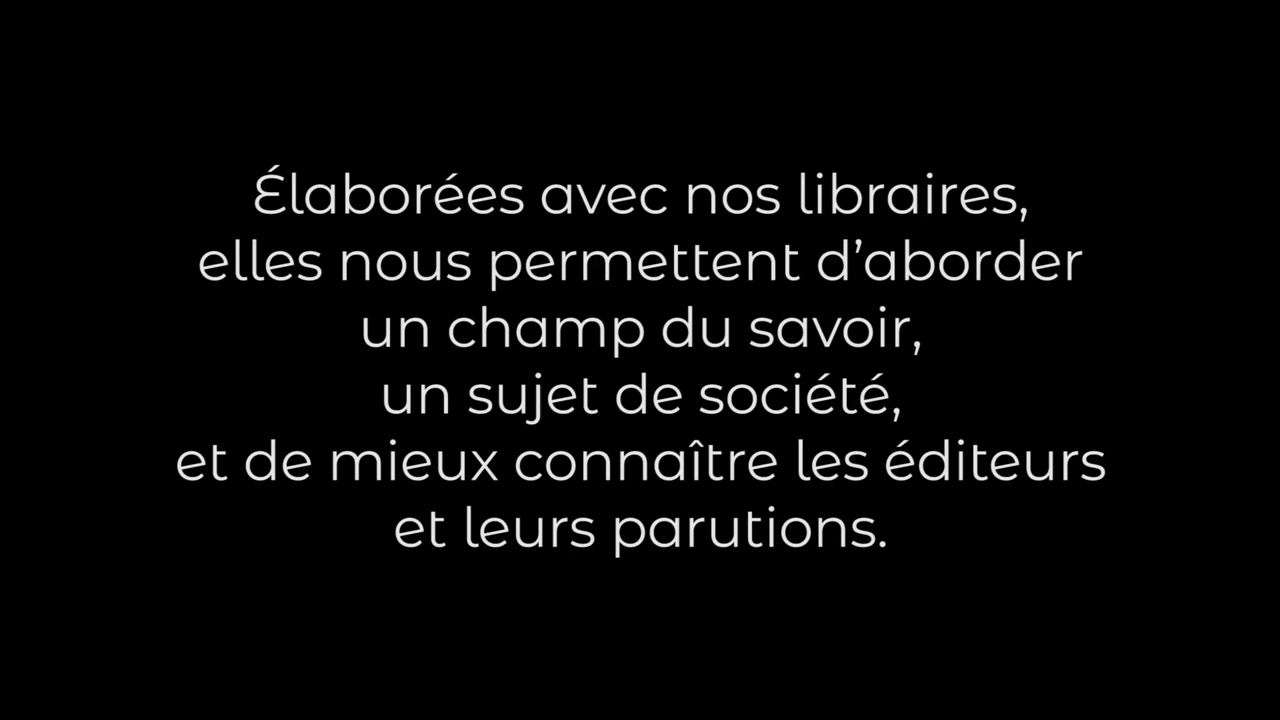 Élaborées avec nos libraires,
elles nous permettent d’aborder
un champ du savoir,
un sujet de société,
et de mieux connaître les éditeurs
et leurs parutions.